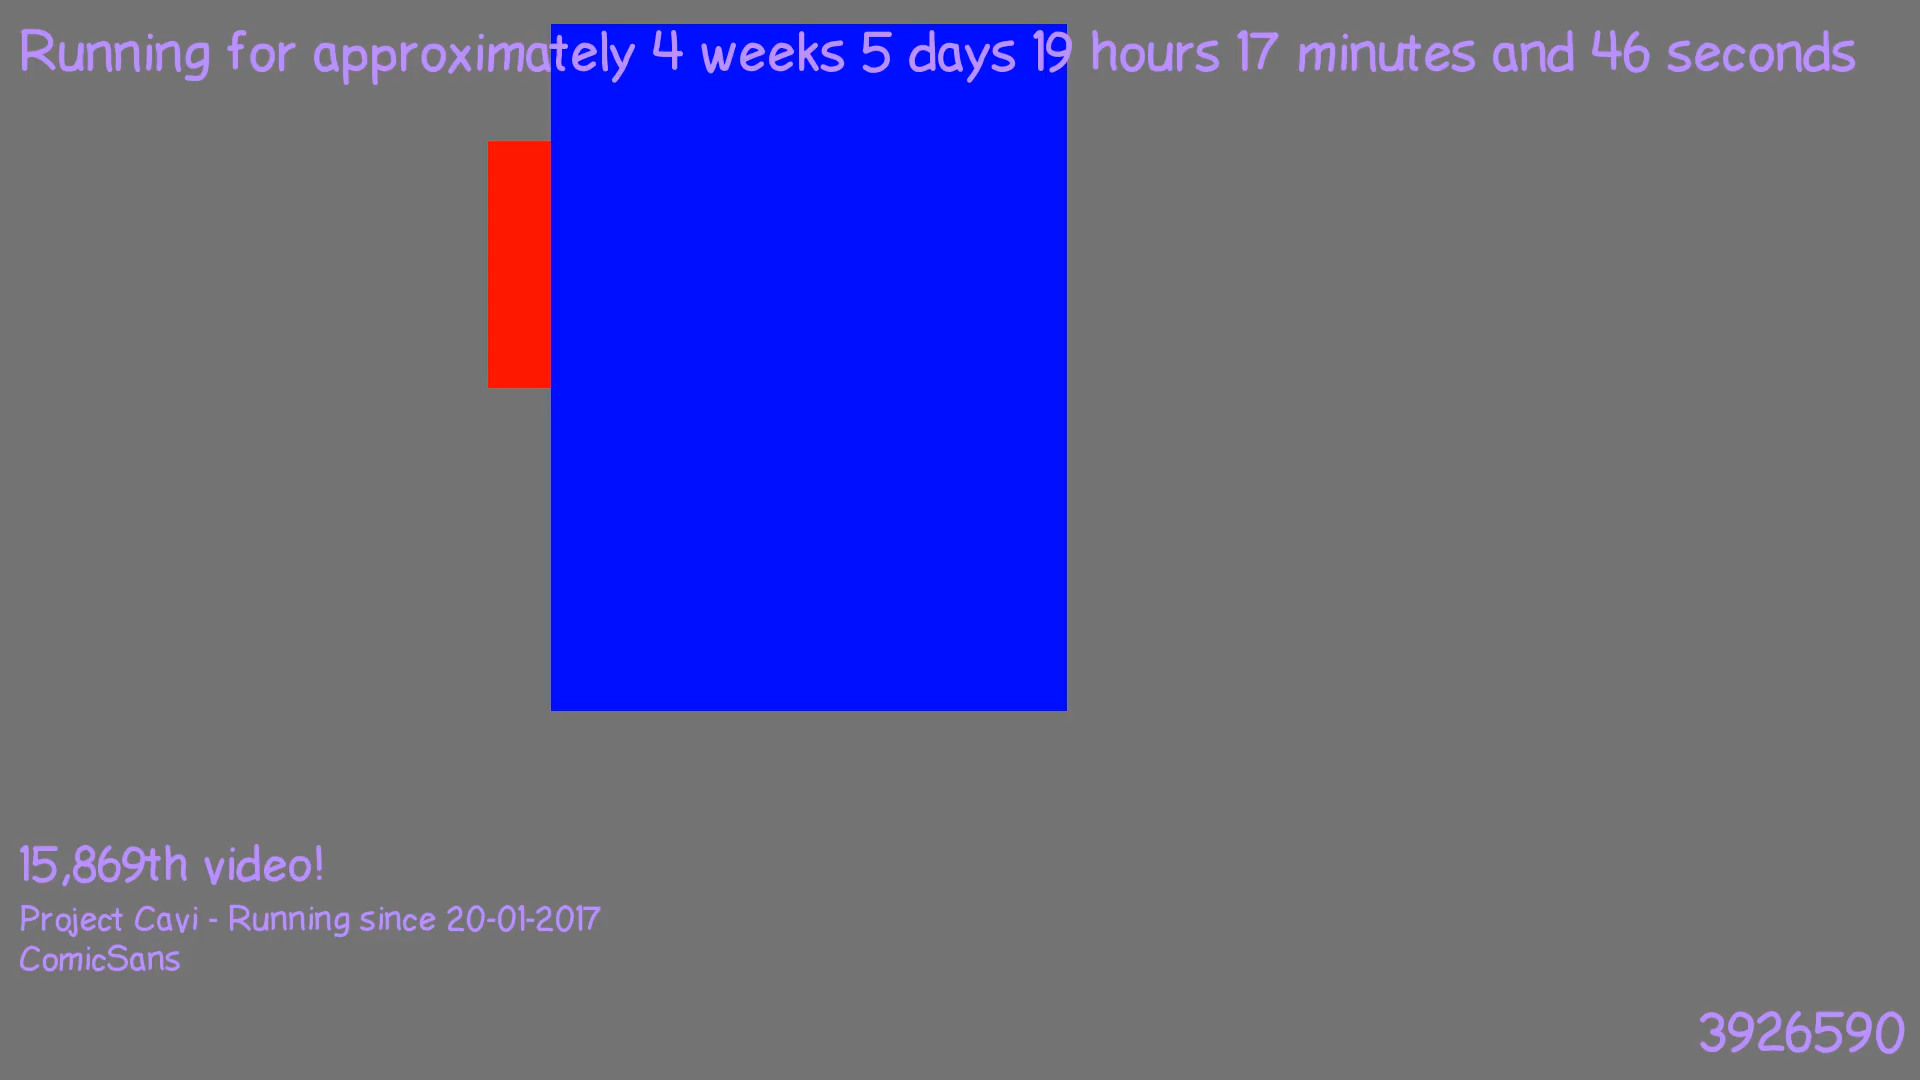 Running for approximately 4 weeks 5 days 19 hours 17 minutes and 46 seconds
15,869th video!
Project Cavi - Running since 20-01-2017
ComicSans
3926590